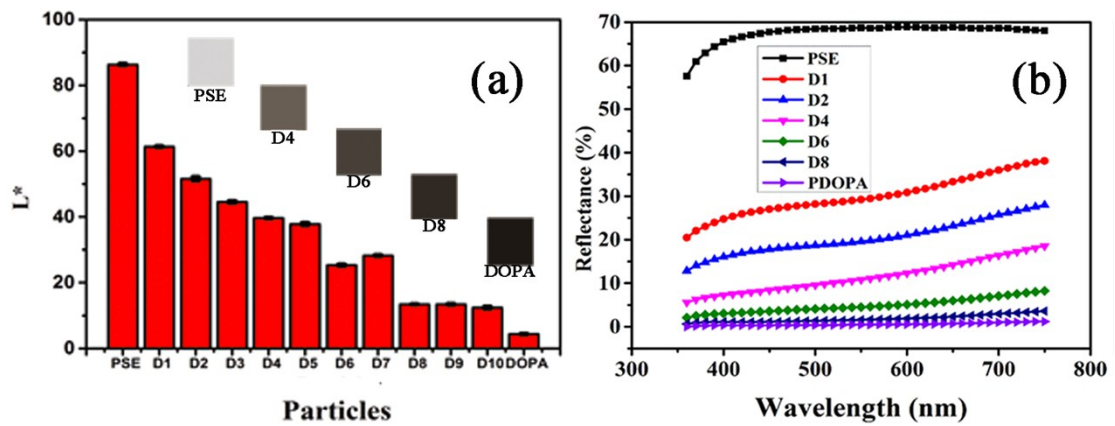 (a)
L*
100
80
60
40
20
0
PSE
D4
D6
D8
DOPA
PSE D1 D2 D3 D4 D5 D6 D7 D8 D9 D10 DOPA
Particles
(b)
Reflectance (%)
70
60
50
40
30
20
10
0
PSE
D1
D2
D4
D6
D8
PDOPA
300 400 500 600 700 800
Wavelength (nm)